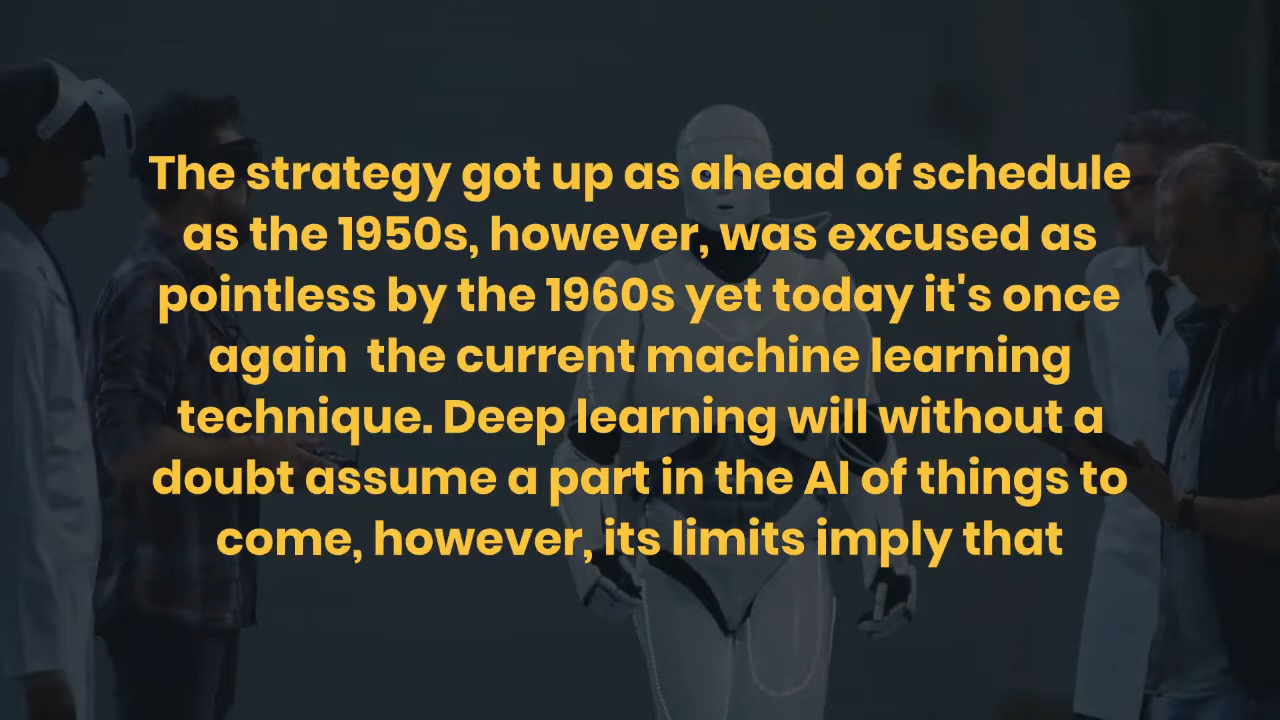 The strategy got up as ahead of schedule
as the 1950s, however, was excused as
pointless by the 1960s yet today it's once
again  the current machine learning
technique. Deep learning will without a
doubt assume a part in the AI of things to
come, however, its limits imply that